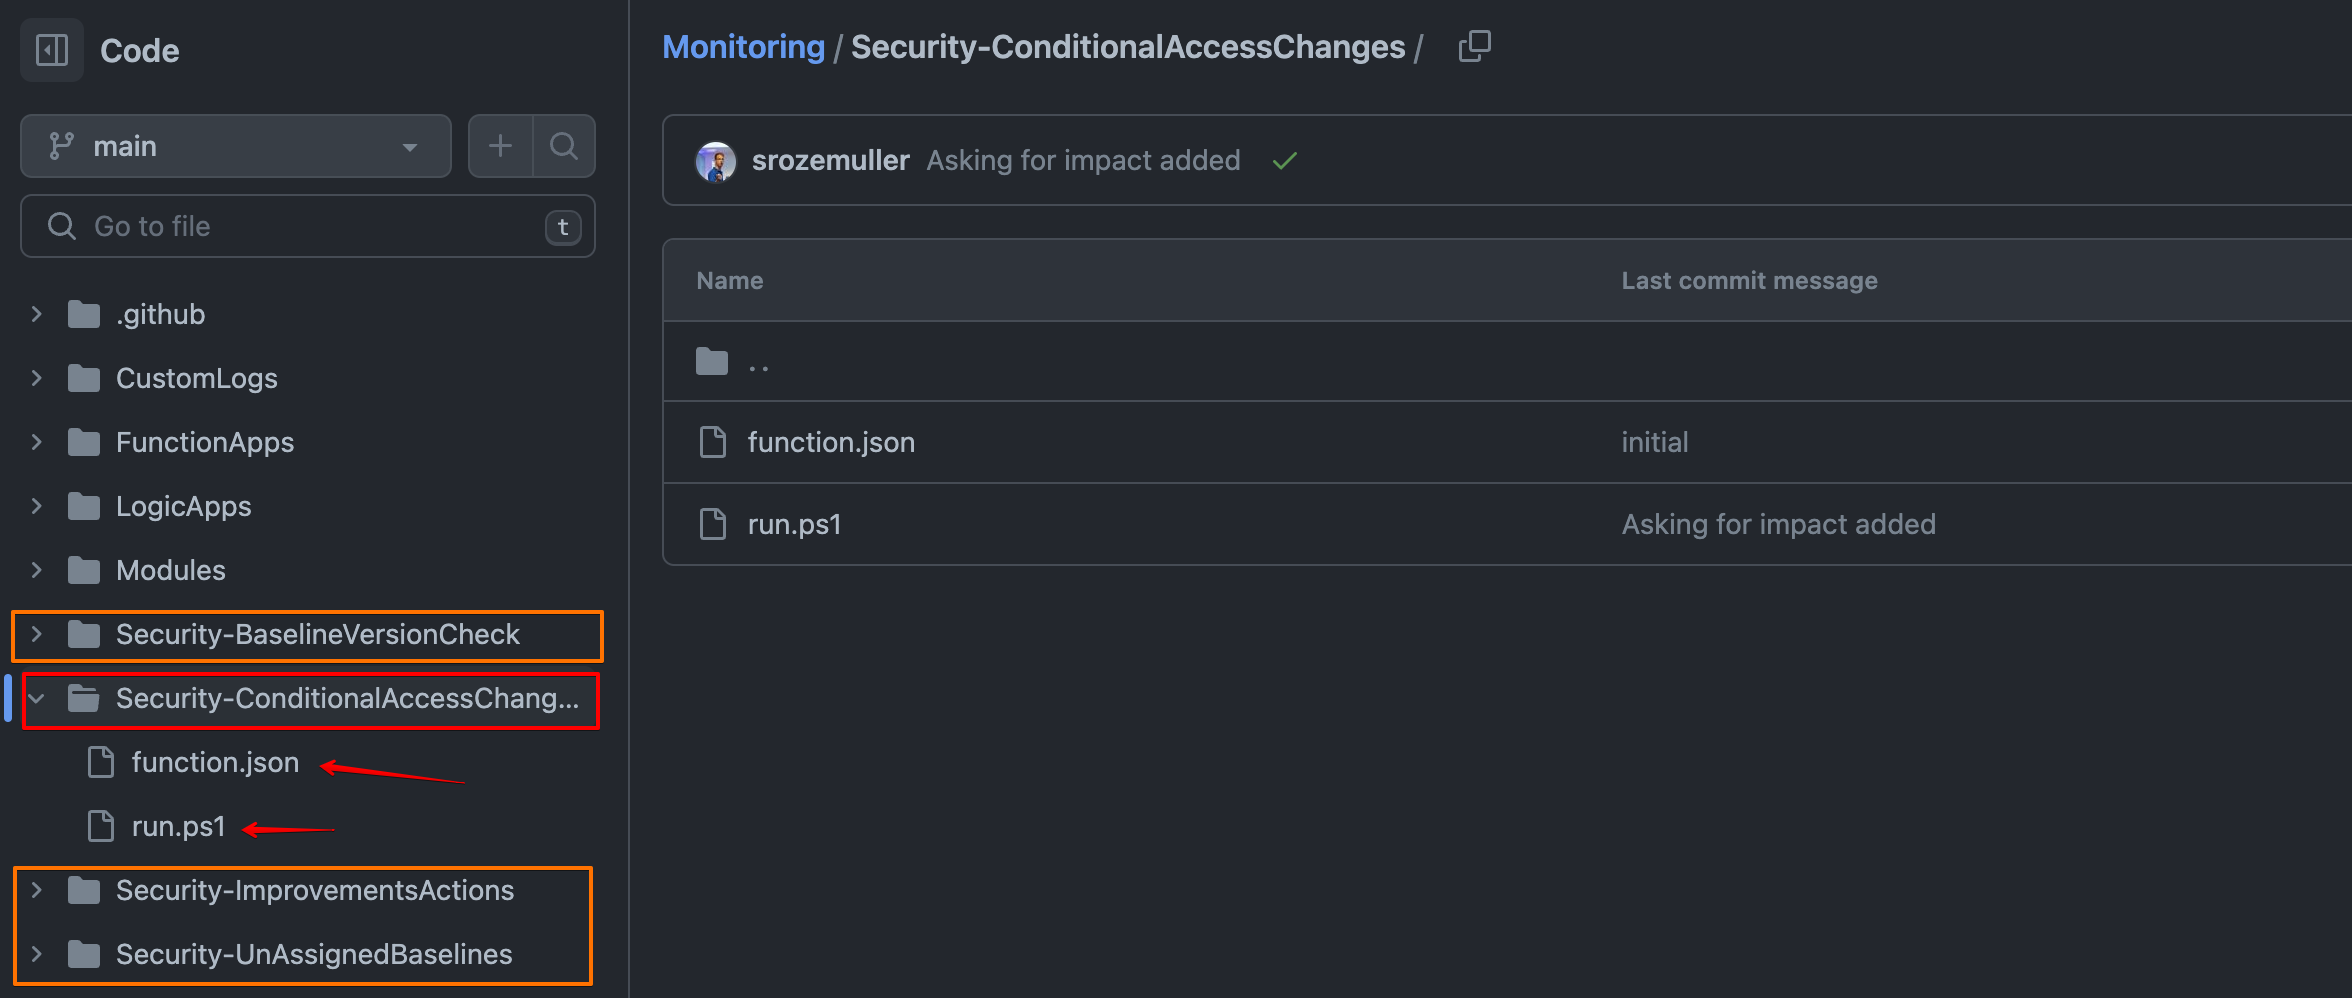 Code
main
Go to file
t
.github
CustomLogs
FunctionApps
LogicApps
Modules
Security-BaselineVersionCheck
Security-ConditionalAccessChang...
function.json
run.ps1
Security-ImprovementsActions
Security-UnAssignedBaselines
Monitoring / Security-ConditionalAccessChanges /
srozemuller Asking for impact added
Name Last commit message
..
function.json initial
run.ps1 Asking for impact added